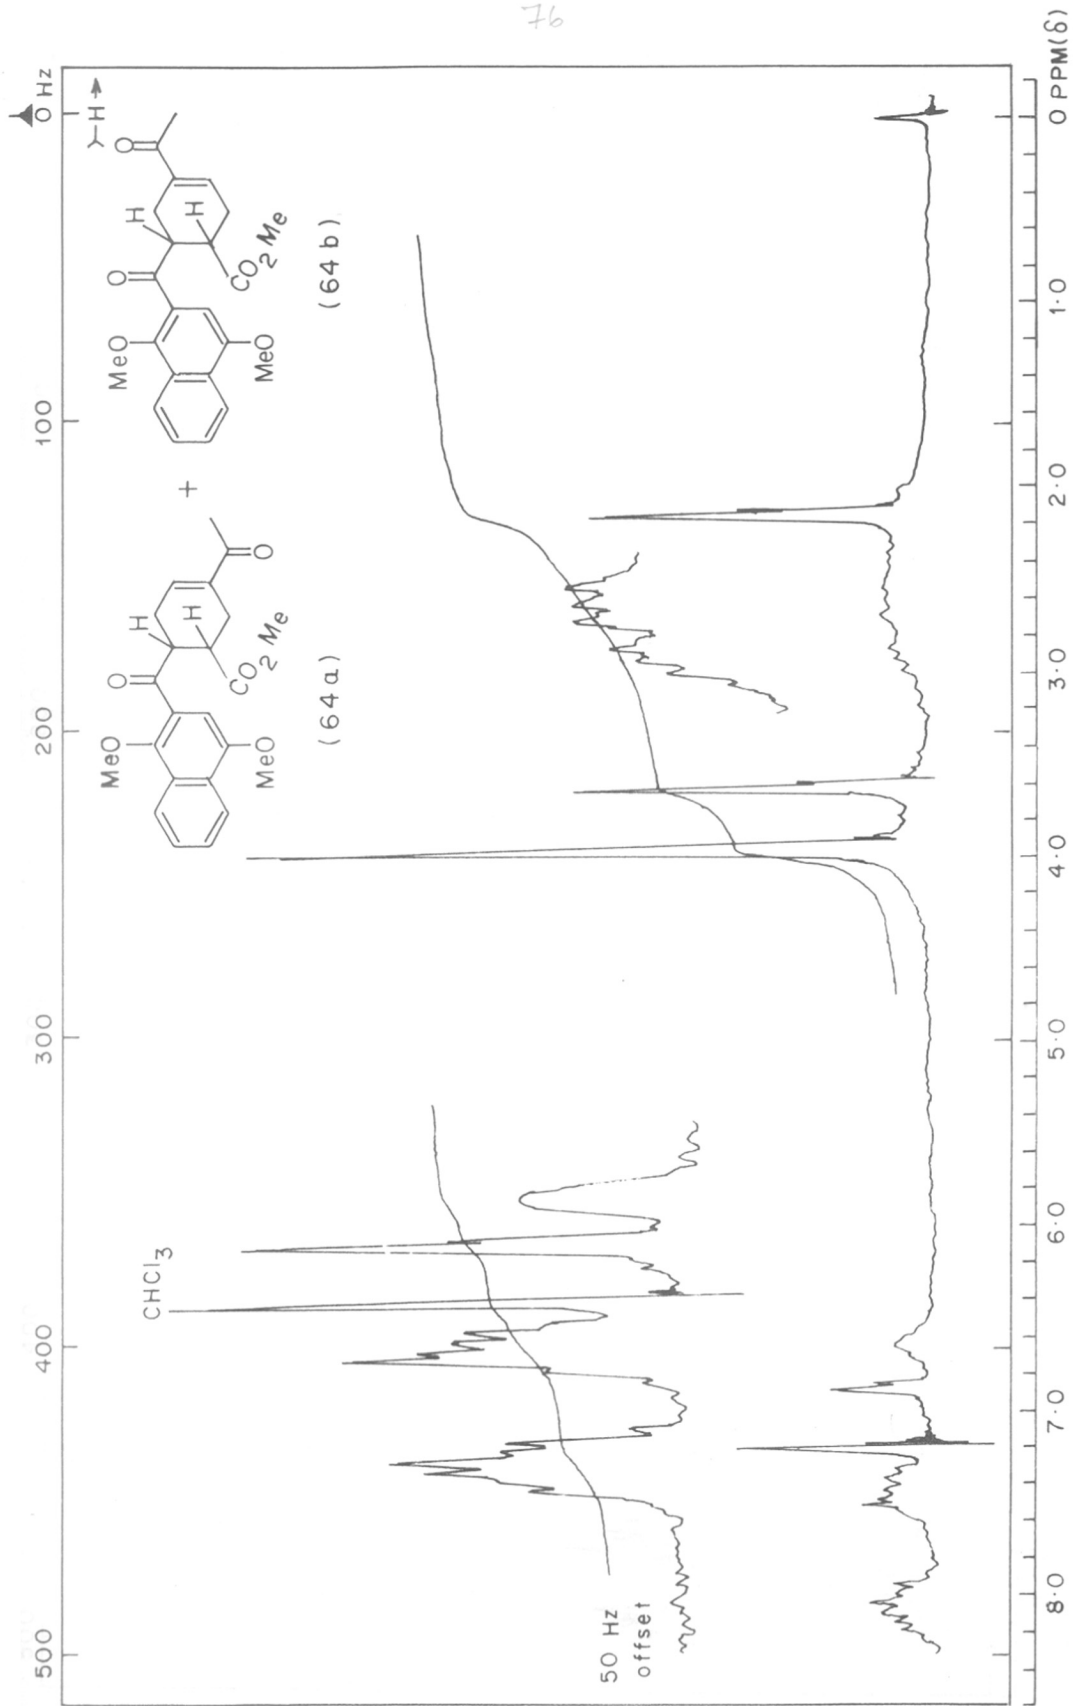 76
500
400
300
200
100
0 Hz
H
CHCl3
50 Hz
offset
MeO
O
H
H
MeO
CO2Me
O
(64a)
+
MeO
O
H
H
MeO
CO2Me
O
(64b)
8·0
7·0
6·0
5·0
4·0
3·0
2·0
1·0
0 PPM(δ)